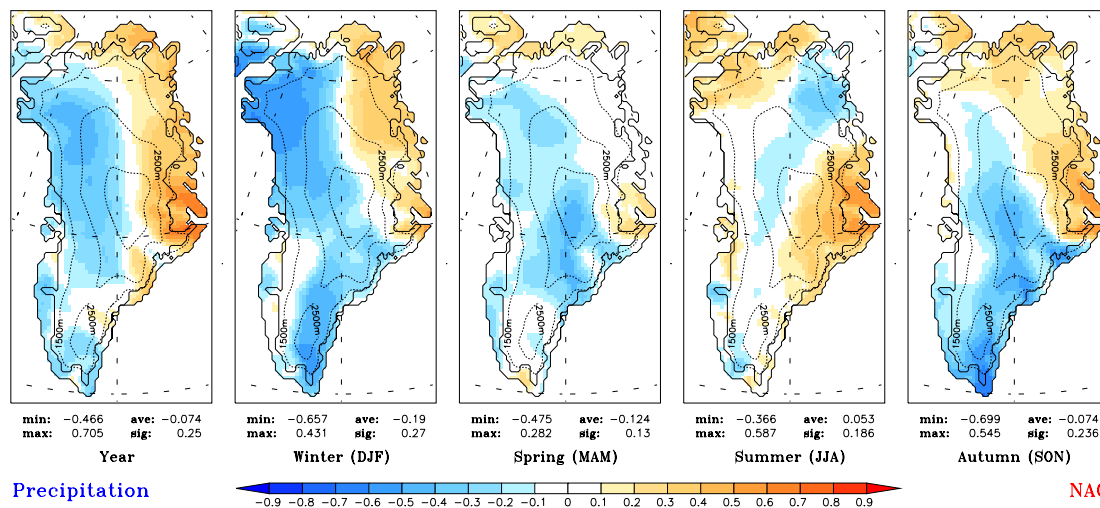 2500m
2500m
2500m
2500m
2500m
2500m
2500m
2500m
2500m
2500m
1500m
1500m
1500m
1500m
1500m
min: −0.466 ave: −0.074
max: 0.705 sig: 0.25
min: −0.657 ave: −0.19
max: 0.431 sig: 0.27
min: −0.475 ave: −0.124
max: 0.282 sig: 0.13
min: −0.366 ave: 0.053
max: 0.587 sig: 0.186
min: −0.699 ave: −0.074
max: 0.545 sig: 0.236
Year
Winter (DJF)
Spring (MAM)
Summer (JJA)
Autumn (SON)
Precipitation
−0.9 −0.8 −0.7 −0.6 −0.5 −0.4 −0.3 −0.2 −0.1 0 0.1 0.2 0.3 0.4 0.5 0.6 0.7 0.8 0.9